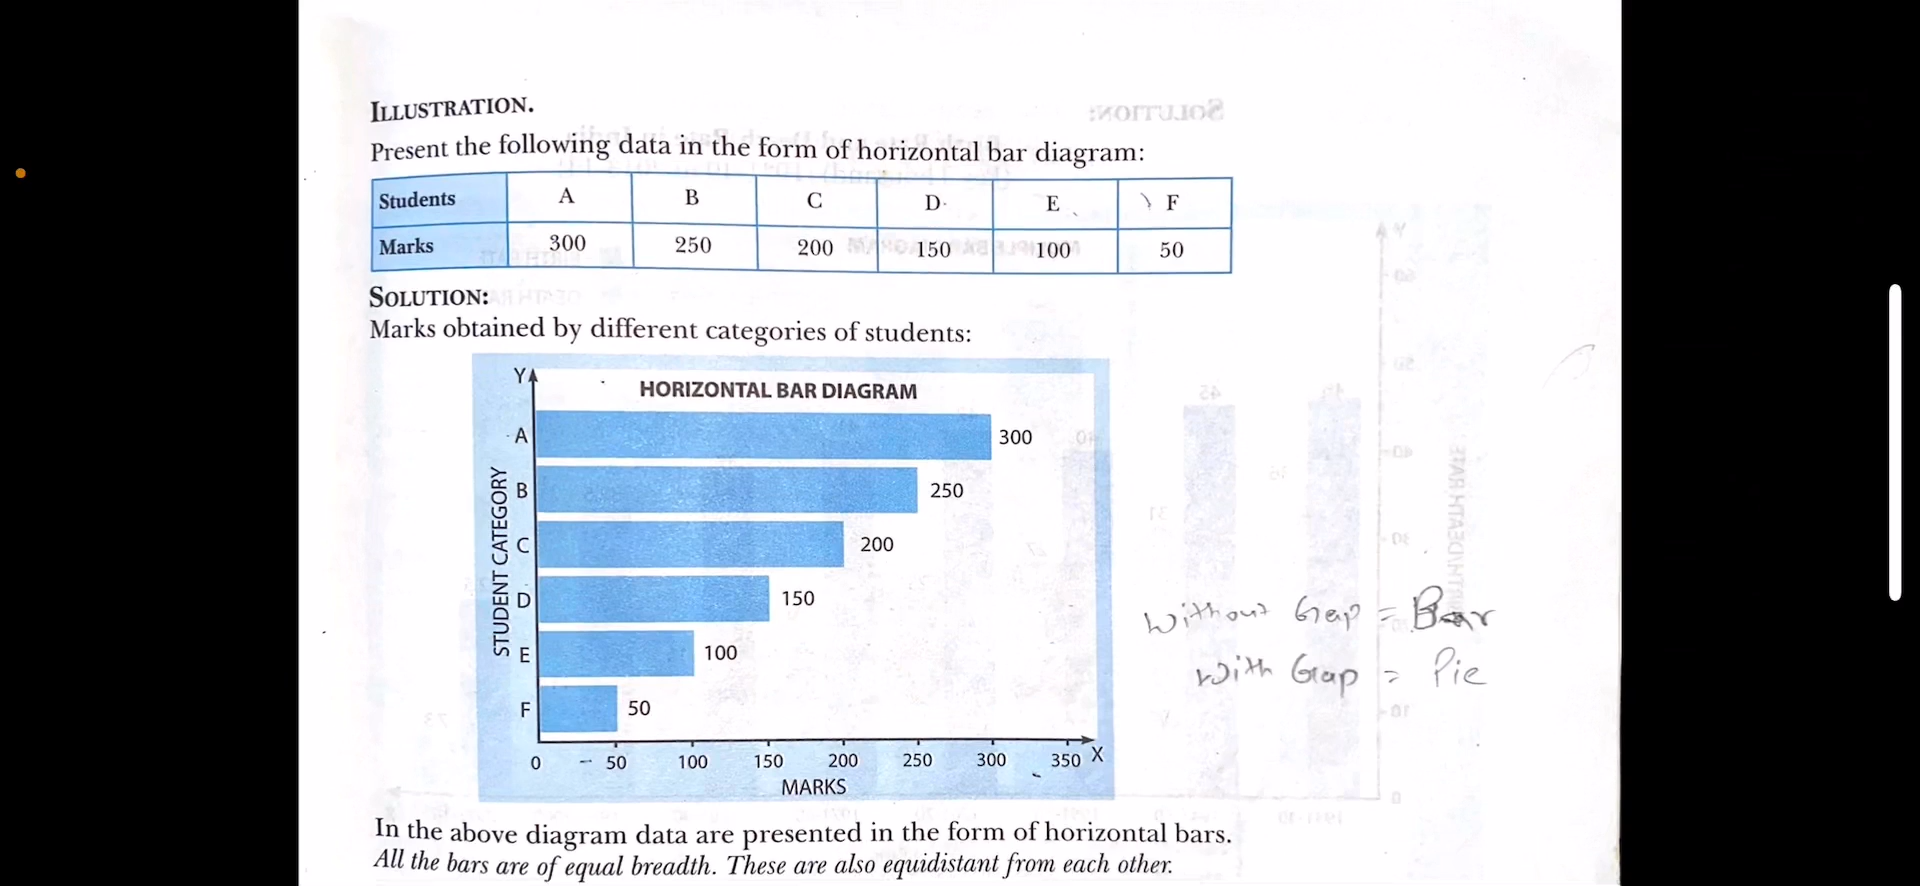 ILLUSTRATION.
Present the following data in the form of horizontal bar diagram:
Students A B C D E F
Marks 300 250 200 150 100 50
SOLUTION:
Marks obtained by different categories of students:
Y
HORIZONTAL BAR DIAGRAM
STUDENT CATEGORY
A 300
B 250
C 200
D 150
E 100
F 50
0 50 100 150 200 250 300 350 X
MARKS
Without Gap = Bar
With Gap = Pie
In the above diagram data are presented in the form of horizontal bars.
All the bars are of equal breadth. These are also equidistant from each other.